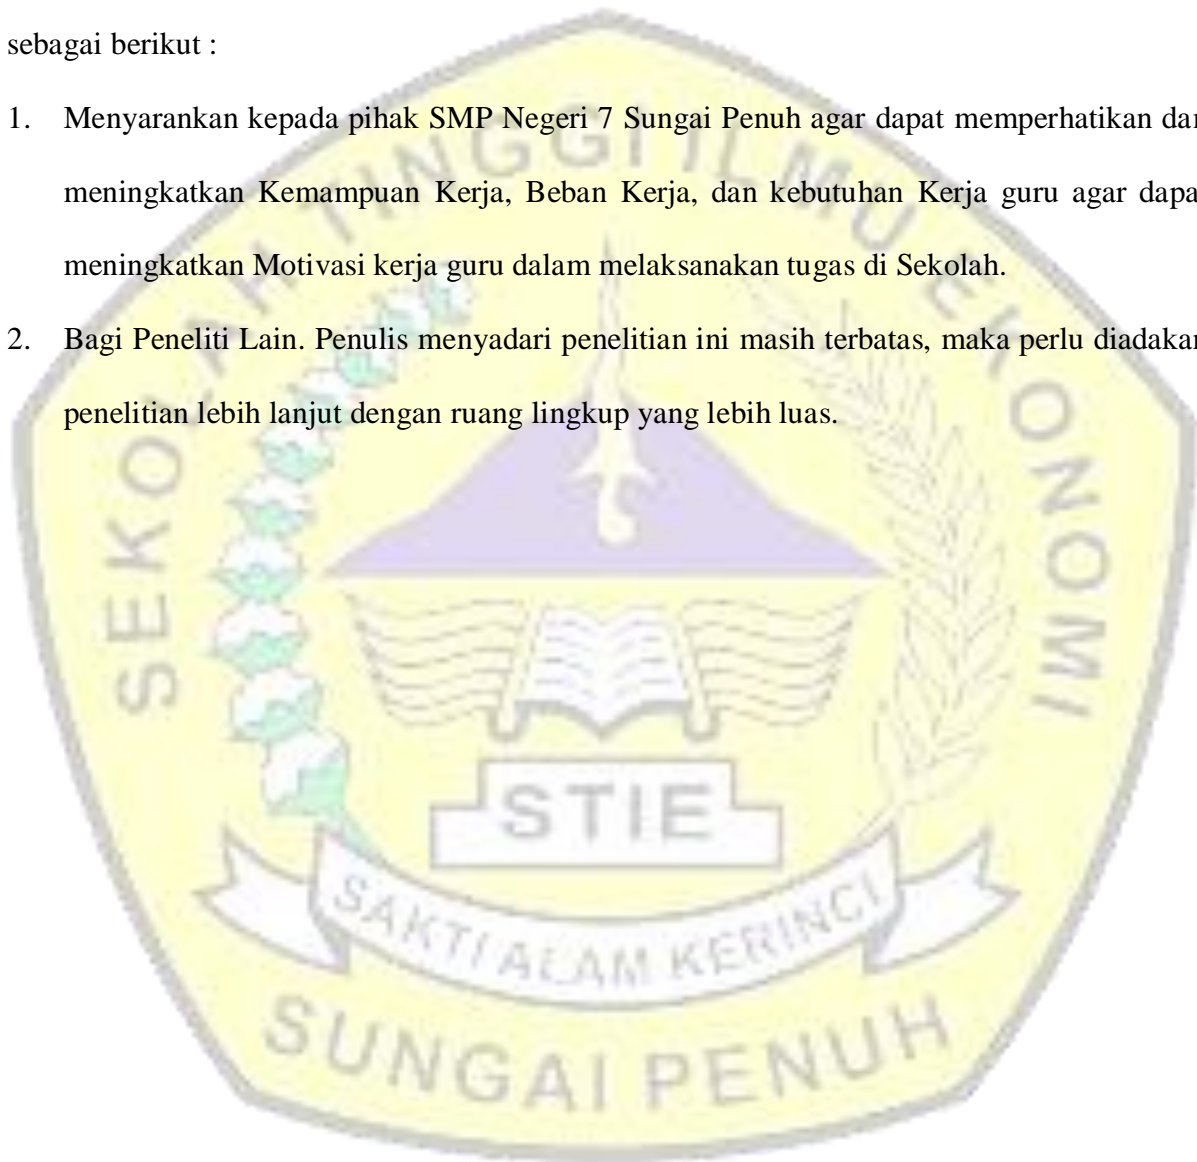 sebagai berikut :
1. Menyarankan kepada pihak SMP Negeri 7 Sungai Penuh agar dapat memperhatikan dan
meningkatkan Kemampuan Kerja, Beban Kerja, dan kebutuhan Kerja guru agar dapa
meningkatkan Motivasi kerja guru dalam melaksanakan tugas di Sekolah.
2. Bagi Peneliti Lain. Penulis menyadari penelitian ini masih terbatas, maka perlu diadakan
penelitian lebih lanjut dengan ruang lingkup yang lebih luas.
SEKOLAH TINGGI ILMU EKONOMI
STIE
SAKTI ALAM KERINCI
SUNGAI PENUH